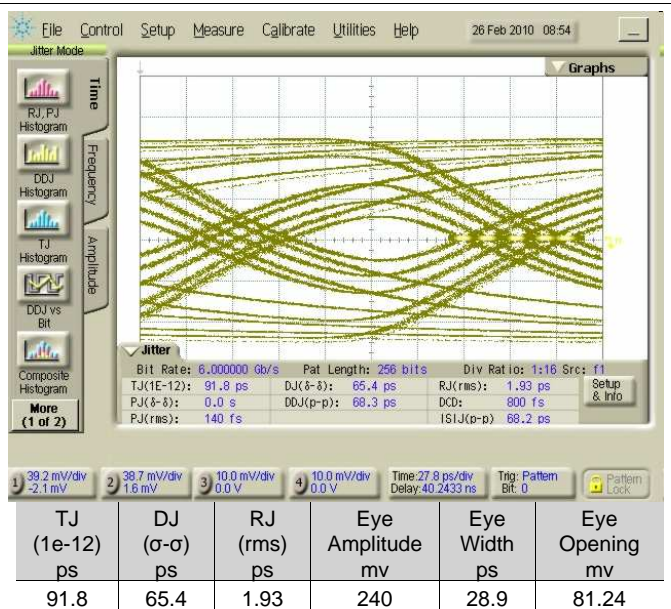 File Control Setup Measure Calibrate Utilities Help 26 Feb 2010 08:54
Jitter Mode
Graphs
Time
Frequency
Amplitude
RJ, PJ
Histogram
DDJ
Histogram
TJ
Histogram
DDJ vs
Bit
Composite
Histogram
More
(1 of 2)
Jitter
Bit Rate: 6.000000 Gb/s Pat Length: 256 bits Div Ratio: 1:16 Src: f1
TJ(1E-12): 91.8 ps DJ(δ-δ): 65.4 ps RJ(rms): 1.93 ps
PJ(δ-δ): 0.0 s DDJ(p-p): 68.3 ps DCD: 800 fs
PJ(rms): 140 fs ISIJ(p-p) 68.2 ps
Setup
& Info
1) 39.2 mV/div 2) 38.7 mV/div 3) 10.0 mV/div 4) 10.0 mV/div Time:27.8 ps/div Trig: Pattern Pattern
-2.1 mV 1.6 mV 0.0 V 0.0 V Delay:40.2433 ns Bit: 0 Lock
TJ DJ RJ Eye Eye Eye
(1e-12) (σ-σ) (rms) Amplitude Width Opening
ps ps ps mv ps mv
91.8 65.4 1.93 240 28.9 81.24